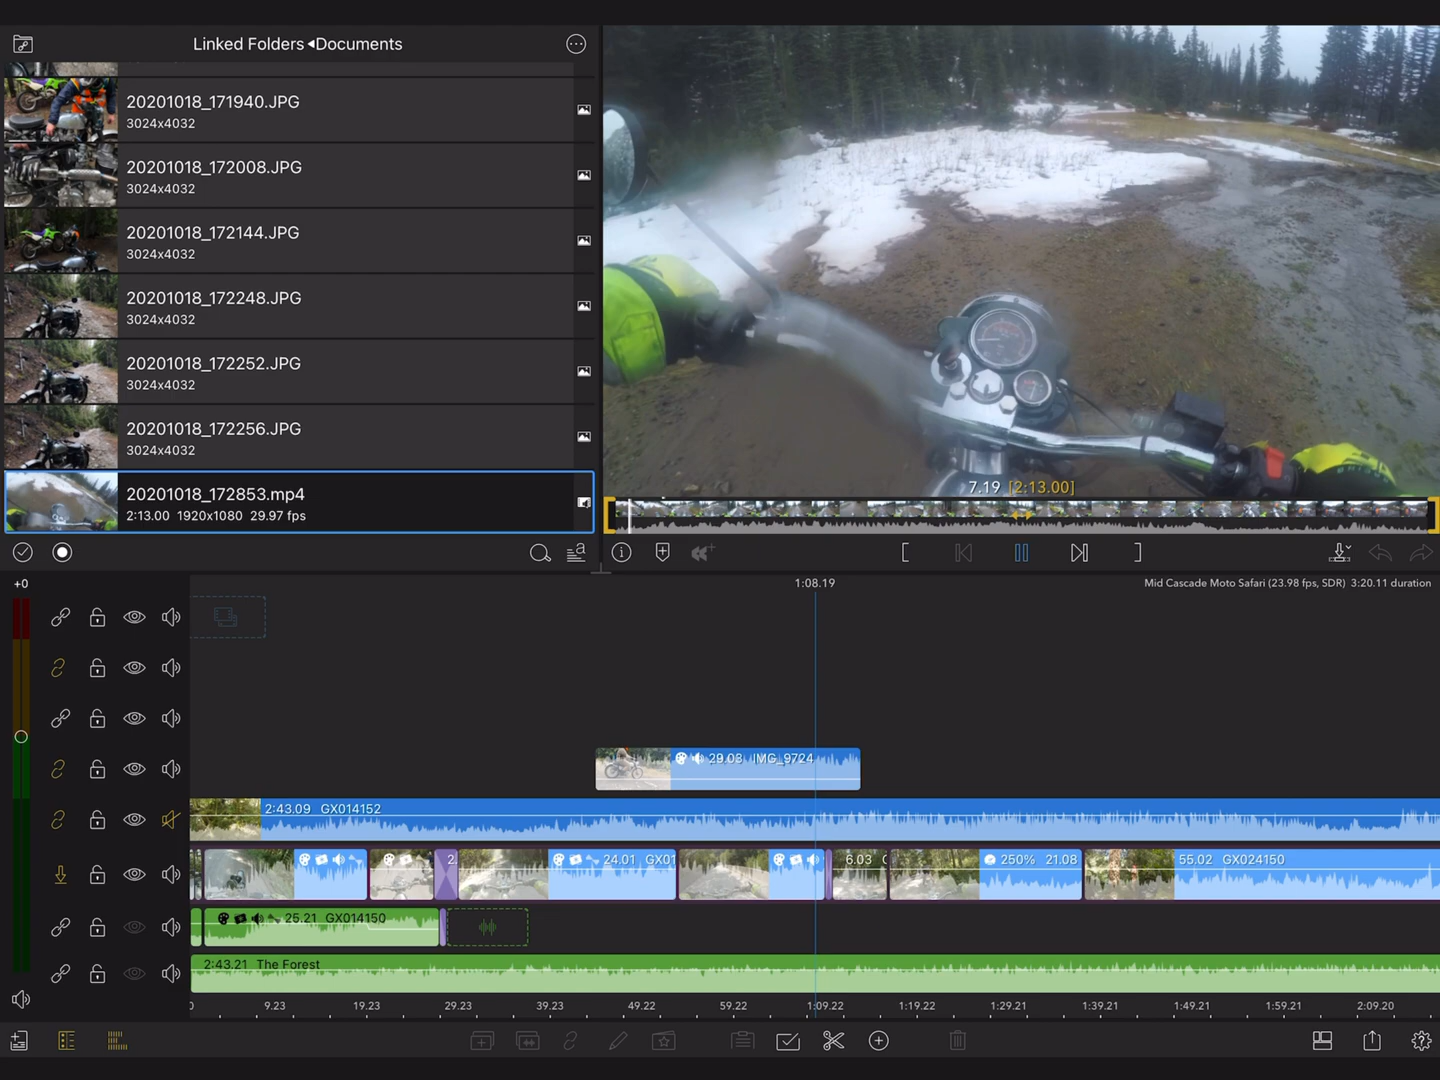 Linked Folders ◂Documents
20201018_171940.JPG
3024x4032
20201018_172008.JPG
3024x4032
20201018_172144.JPG
3024x4032
20201018_172248.JPG
3024x4032
20201018_172252.JPG
3024x4032
20201018_172256.JPG
3024x4032
20201018_172853.mp4
2:13.00 1920x1080 29.97 fps
7.19 [2:13.00]
+0
1:08.19
Mid Cascade Moto Safari (23.98 fps, SDR) 3:20.11 duration
29.03 IMG_9724
2:43.09 GX014152
2.
24.01 GX01
6.03
250% 21.08
55.02 GX024150
25.21 GX014150
2:43.21 The Forest
0 9.23 19.23 29.23 39.23 49.22 59.22 1:09.22 1:19.22 1:29.21 1:39.21 1:49.21 1:59.21 2:09.20